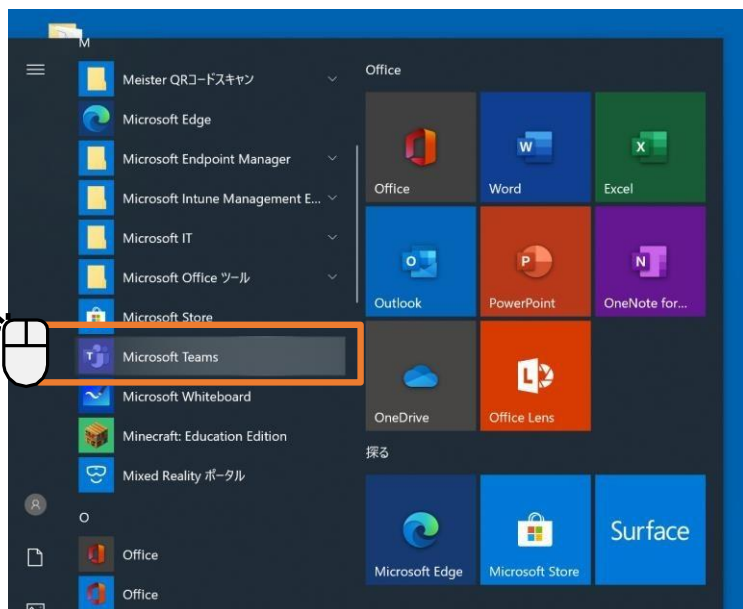 M
Meister QRコードスキャン
Microsoft Edge
Microsoft Endpoint Manager
Microsoft Intune Management E...
Microsoft IT
Microsoft Office ツール
Microsoft Store
Microsoft Teams
Microsoft Whiteboard
Minecraft: Education Edition
Mixed Reality ポータル
O
Office
Office
Office
Office
Word
Excel
Outlook
PowerPoint
OneNote for...
OneDrive
Office Lens
探る
Microsoft Edge
Microsoft Store
Surface